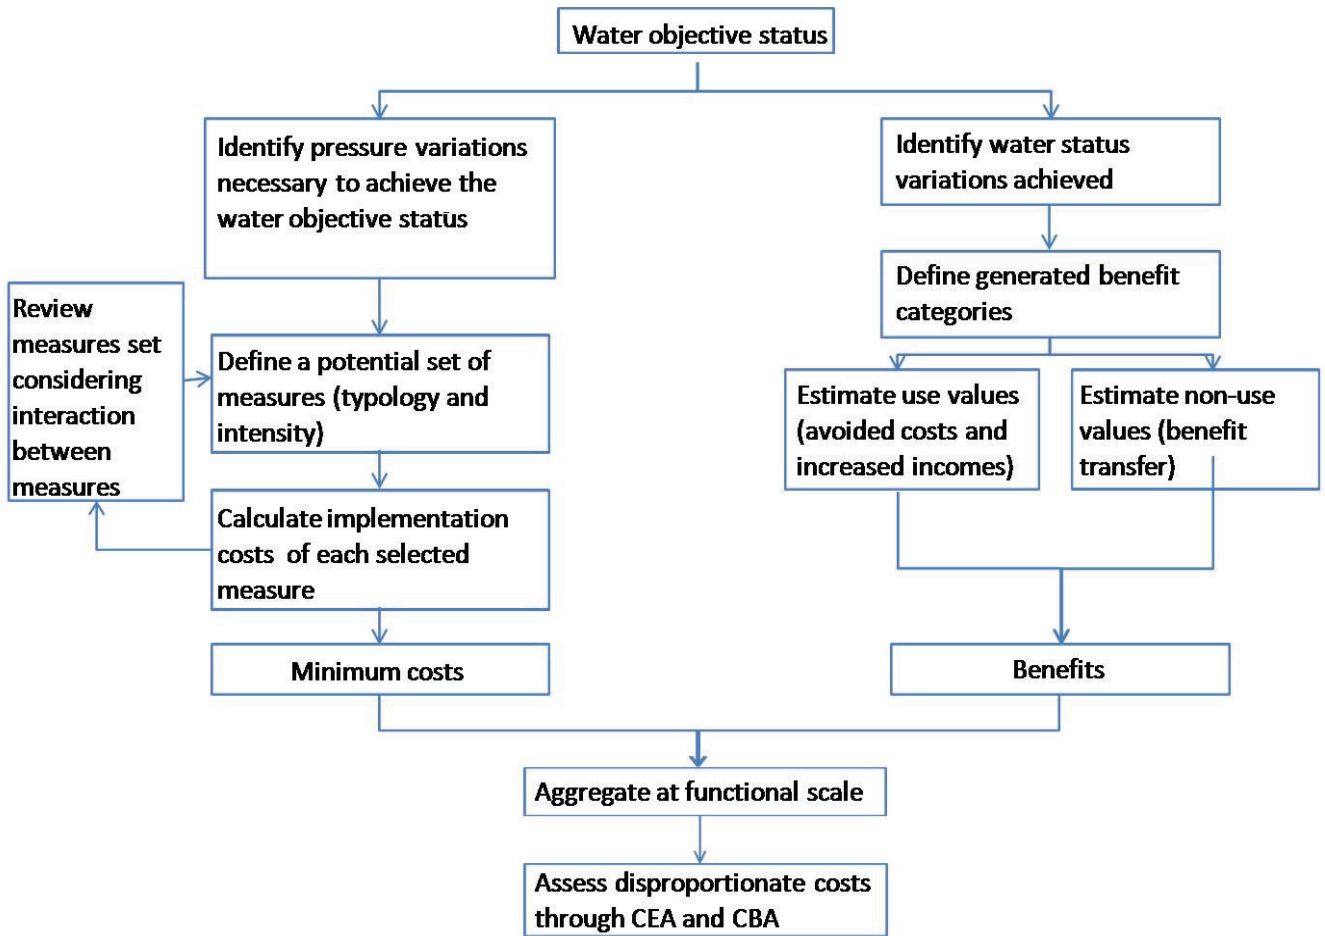 Water objective status
Identify pressure variations
necessary to achieve the
water objective status
Identify water status
variations achieved
Define generated benefit
categories
Review
measures set
considering
interaction
between
measures
Define a potential set of
measures (typology and
intensity)
Estimate use values
(avoided costs and
increased incomes)
Estimate non-use
values (benefit
transfer)
Calculate implementation
costs of each selected
measure
Minimum costs
Benefits
Aggregate at functional scale
Assess disproportionate costs
through CEA and CBA